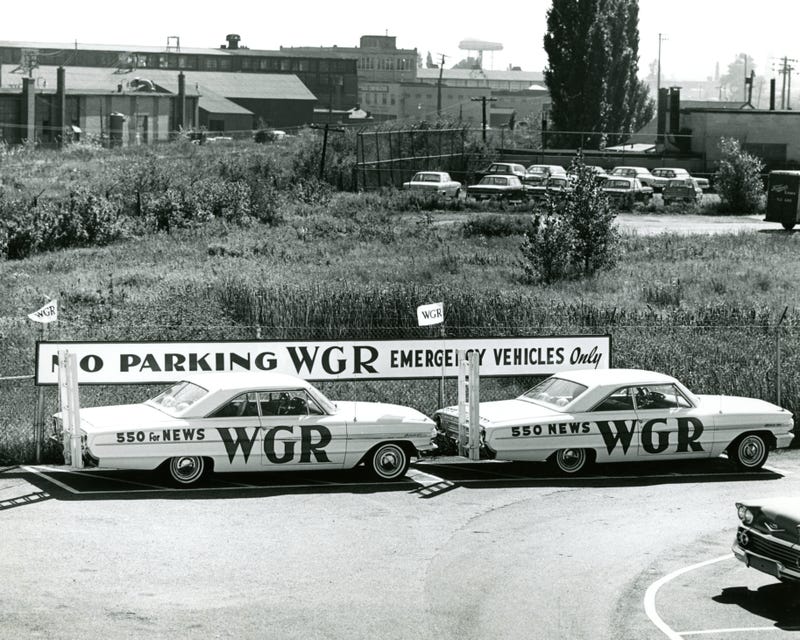 WGR
WGR
NO PARKING WGR EMERGENCY VEHICLES Only
550 for NEWS WGR
550 NEWS WGR